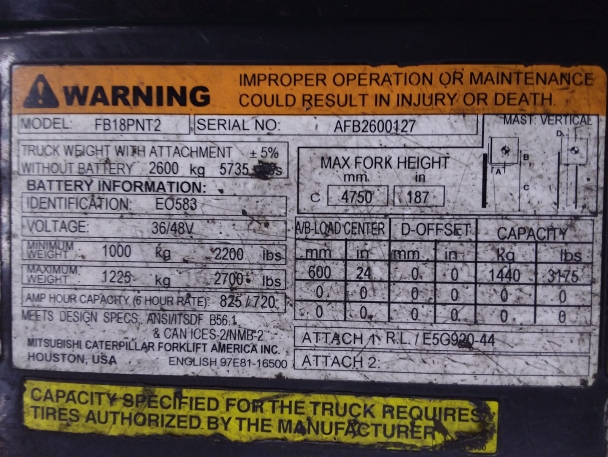 WARNING
IMPROPER OPERATION OR MAINTENANCE
COULD RESULT IN INJURY OR DEATH.
MODEL: FB18PNT2 SERIAL NO: AFB2600127
TRUCK WEIGHT WITH ATTACHMENT ± 5%
WITHOUT BATTERY 2600 kg 5735
BATTERY INFORMATION:
IDENTIFICATION: EO583
VOLTAGE: 36/48V
MINIMUM WEIGHT: 1000 kg 2200 lbs
MAXIMUM WEIGHT: 1225 kg 2700 lbs
AMP HOUR CAPACITY (6 HOUR RATE): 825 / 720
MEETS DESIGN SPECS, ANSI/ITSDF B56.1
& CAN ICES-2/NMB-2
MITSUBISHI CATERPILLAR FORKLIFT AMERICA INC.
HOUSTON, USA ENGLISH 97E81-16500
MAX FORK HEIGHT
mm in
C 4750 187
MAST VERTICAL
D
B
A
C
A/B-LOAD CENTER D-OFFSET CAPACITY
mm in mm in kg lbs
600 24 0 0 1440 3175
0 0 0 0 0 0
0 0 0 0 0 0
ATTACH 1: R.L. / E5G920-44
ATTACH 2:
CAPACITY SPECIFIED FOR THE TRUCK REQUIRES
TIRES AUTHORIZED BY THE MANUFACTURER